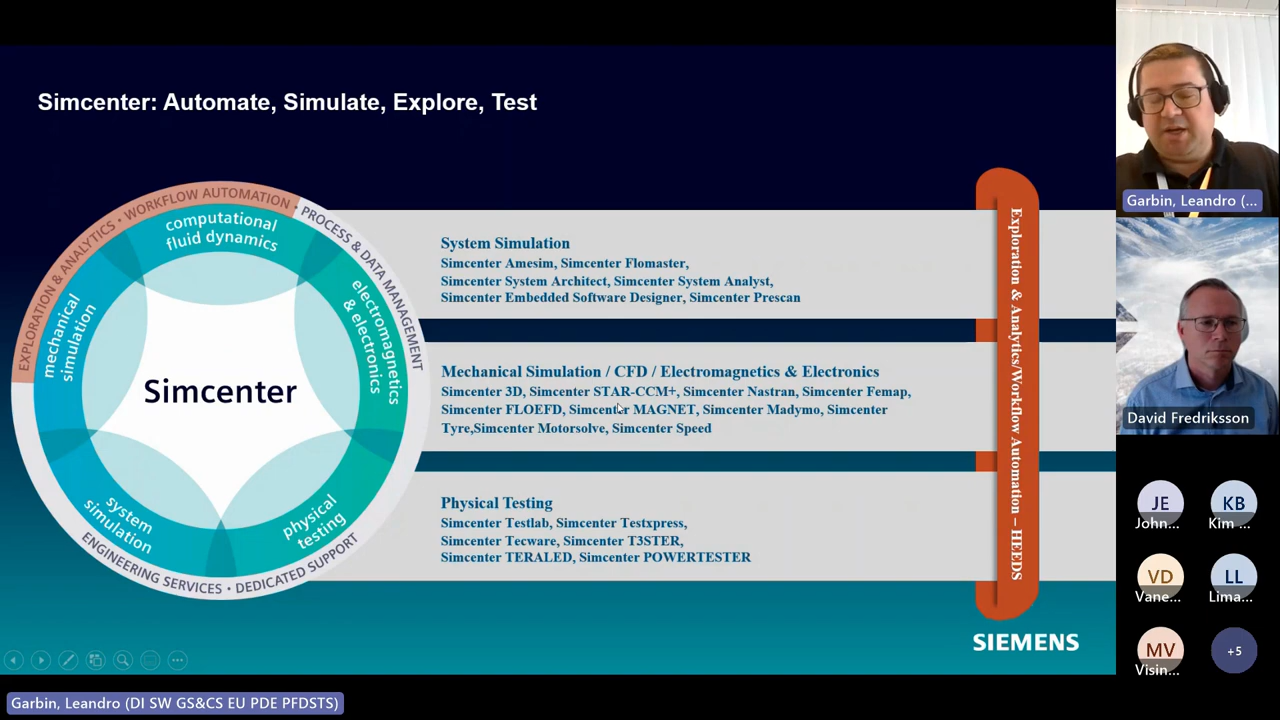 Simcenter: Automate, Simulate, Explore, Test
EXPLORATION & ANALYTICS • WORKFLOW AUTOMATION • PROCESS & DATA MANAGEMENT
computational
fluid dynamics
mechanical
simulation
electromagnetics
& electronics
Simcenter
system
simulation
physical
testing
ENGINEERING SERVICES • DEDICATED SUPPORT
System Simulation
Simcenter Amesim, Simcenter Flomaster,
Simcenter System Architect, Simcenter System Analyst,
Simcenter Embedded Software Designer, Simcenter Prescan
Mechanical Simulation / CFD / Electromagnetics & Electronics
Simcenter 3D, Simcenter STAR-CCM+, Simcenter Nastran, Simcenter Femap,
Simcenter FLOEFD, Simcenter MAGNET, Simcenter Madymo, Simcenter
Tyre,Simcenter Motorsolve, Simcenter Speed
Physical Testing
Simcenter Testlab, Simcenter Testxpress,
Simcenter Tecware, Simcenter T3STER,
Simcenter TERALED, Simcenter POWERTESTER
Exploration & Analytics/Workflow Automation – HEEDS
SIEMENS
Garbin, Leandro (DI SW GS&CS EU PDE PFDSTS)
Garbin, Leandro (...
David Fredriksson
JE
John...
KB
Kim ...
VD
Vane...
LL
Lima...
MV
Visin...
+5